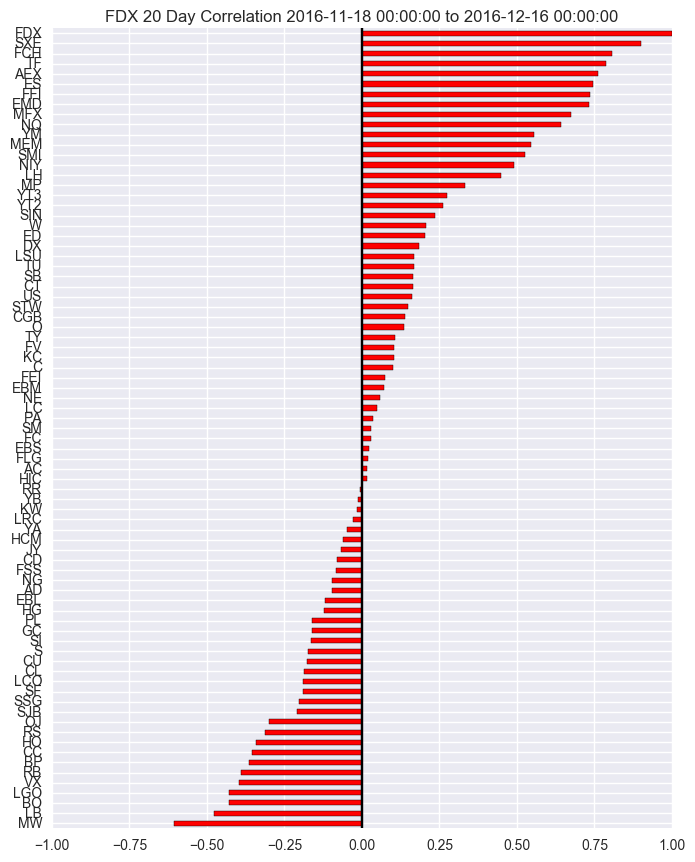 FDX 20 Day Correlation 2016-11-18 00:00:00 to 2016-12-16 00:00:00
FDX
SXE
FCH
TF
AEX
ES
FFI
EMD
MFX
NQ
YM
MEM
SMI
NIY
LH
MP
YT3
YT2
SIN
W
ED
DX
LSU
TU
SB
CT
US
STW
CGB
O
TY
FV
KC
C
FEI
EBM
NE
LC
PA
SM
FC
EBS
FLG
AC
HIC
RR
YB
KW
LRC
YA
HCM
JY
CD
FSS
NG
AD
EBL
HG
PL
GC
SI
S
CU
CL
LCO
SF
SSG
SJB
OJ
RS
HO
CC
BP
RB
VX
LGO
BO
LB
MW
−1.00 −0.75 −0.50 −0.25 0.00 0.25 0.50 0.75 1.00